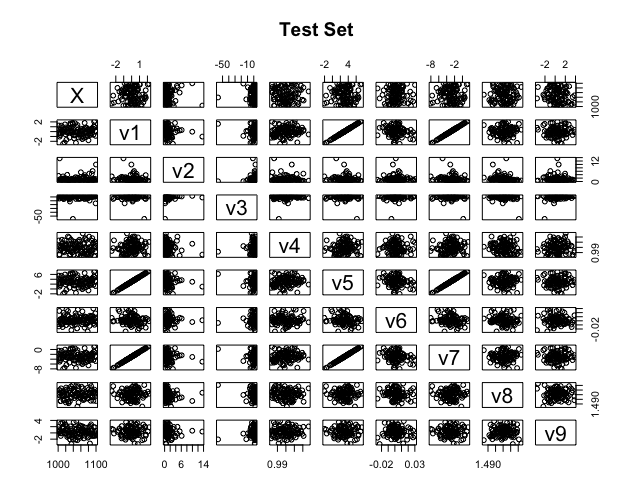 Test Set
-2 1 -50 -10 -2 4 -8 -2 -2 2
X 1000
-2 2 v1
v2 0 12
-50 v3
v4 0.99
-2 6 v5
v6 -0.02
-8 0 v7
v8 1.490
-2 4 v9
1000 1100 0 6 14 0.99 -0.02 0.03 1.490